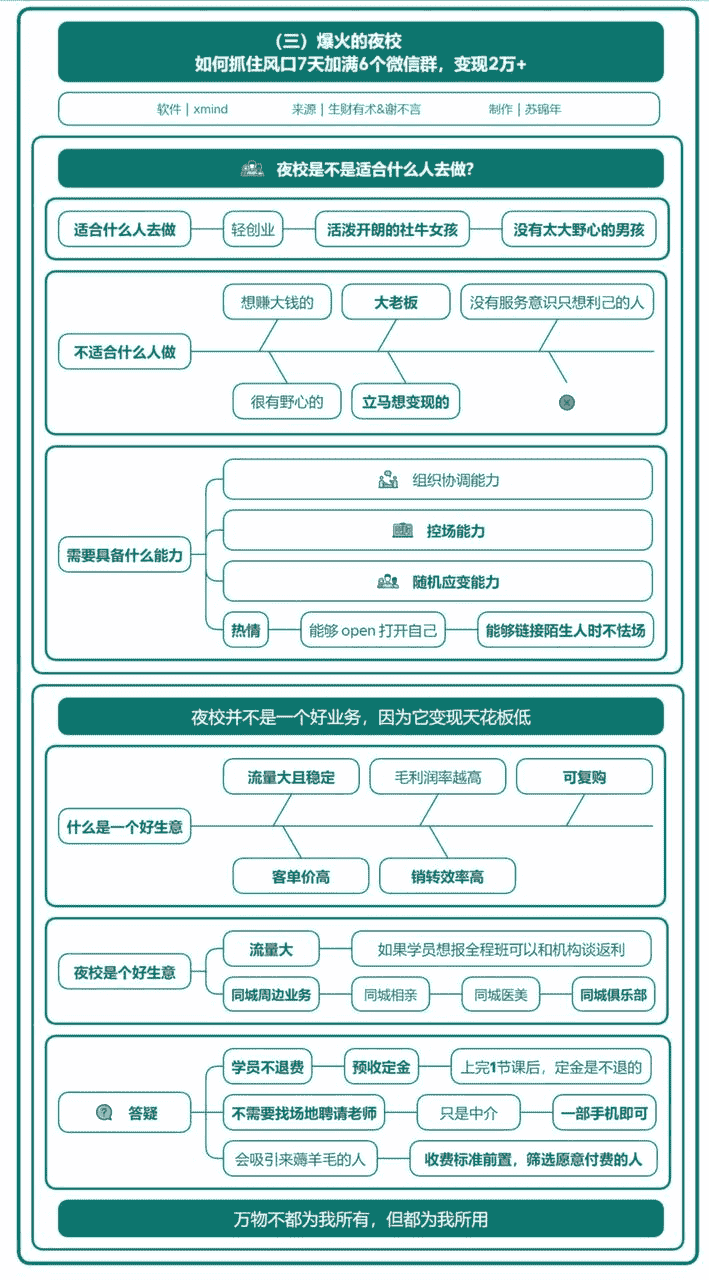 （三）爆火的夜校
如何抓住风口7天加满6个微信群，变现2万+
软件｜xmind 来源｜生财有术&谢不言 制作｜苏锦年
夜校是不是适合什么人去做？
适合什么人去做 轻创业 活泼开朗的社牛女孩 没有太大野心的男孩
想赚大钱的 大老板 没有服务意识只想利己的人
不适合什么人做
很有野心的 立马想变现的
组织协调能力
控场能力
需要具备什么能力
随机应变能力
热情 能够 open 打开自己 能够链接陌生人时不怯场
夜校并不是一个好业务，因为它变现天花板低
流量大且稳定 毛利润率越高 可复购
什么是一个好生意
客单价高 销转效率高
流量大 如果学员想报全程班可以和机构谈返利
夜校是个好生意
同城周边业务 同城相亲 同城医美 同城俱乐部
学员不退费 预收定金 上完1节课后，定金是不退的
答疑 不需要找场地聘请老师 只是中介 一部手机即可
会吸引来薅羊毛的人 收费标准前置，筛选愿意付费的人
万物不都为我所有，但都为我所用